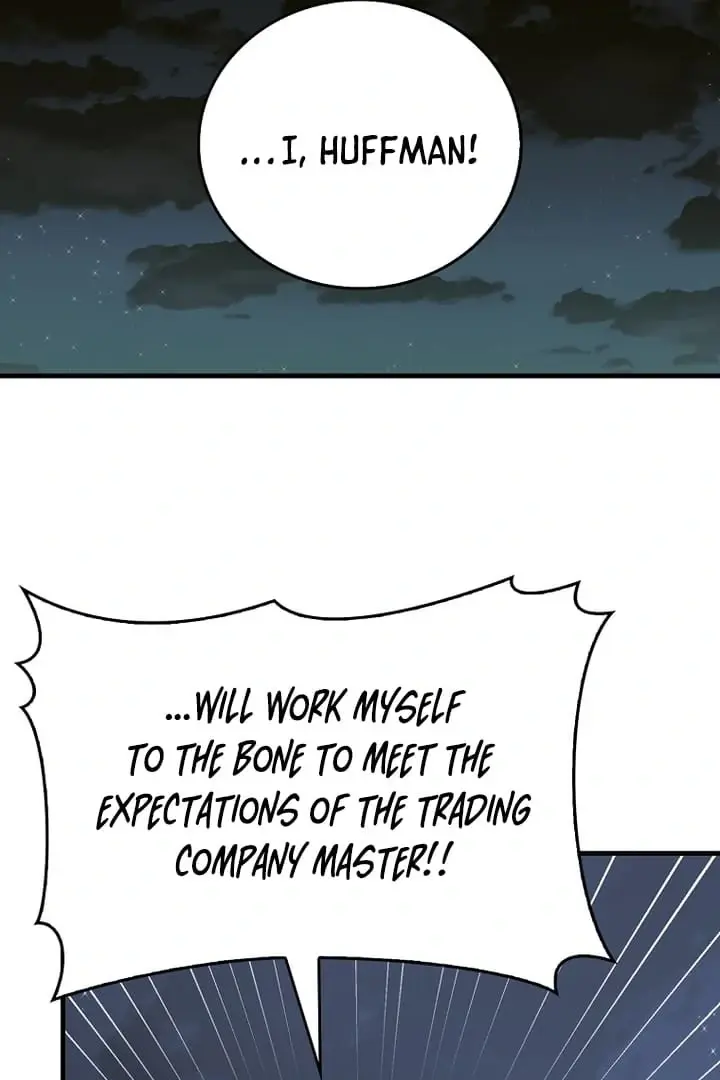 ...I, HUFFMAN!
...WILL WORK MYSELF
TO THE BONE TO MEET THE
EXPECTATIONS OF THE TRADING
COMPANY MASTER!!